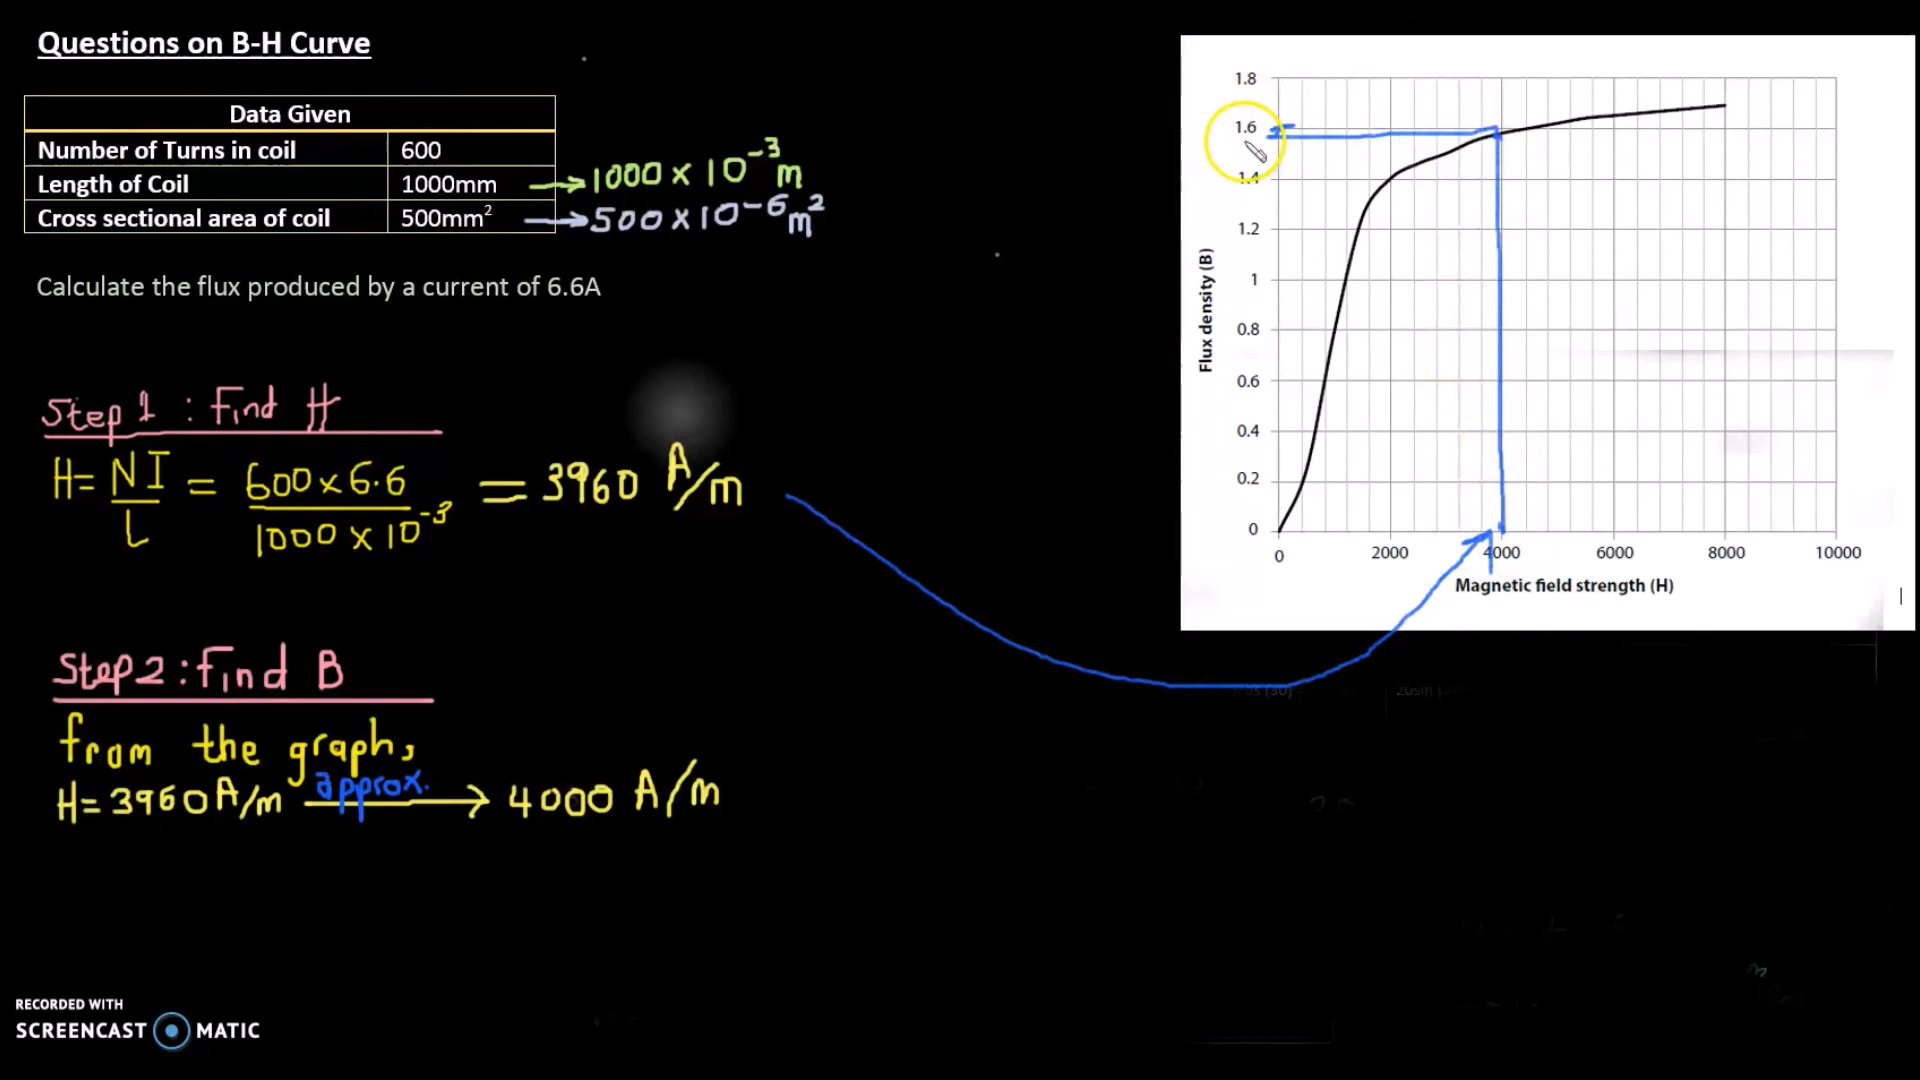 Questions on B-H Curve
Data Given
Number of Turns in coil 600
Length of Coil 1000mm → 1000 × 10⁻³ m
Cross sectional area of coil 500mm² → 500 × 10⁻⁶ m²
Calculate the flux produced by a current of 6.6A
Step 1 : Find H
H = NI / L = 600 × 6.6 / 1000 × 10⁻³ = 3960 A/m
Step 2 : Find B
from the graph,
H = 3960 A/m approx. → 4000 A/m
1.8
1.6
1.4
1.2
1
0.8
0.6
0.4
0.2
0
Flux density (B)
0 2000 4000 6000 8000 10000
Magnetic field strength (H)
RECORDED WITH
SCREENCAST MATIC